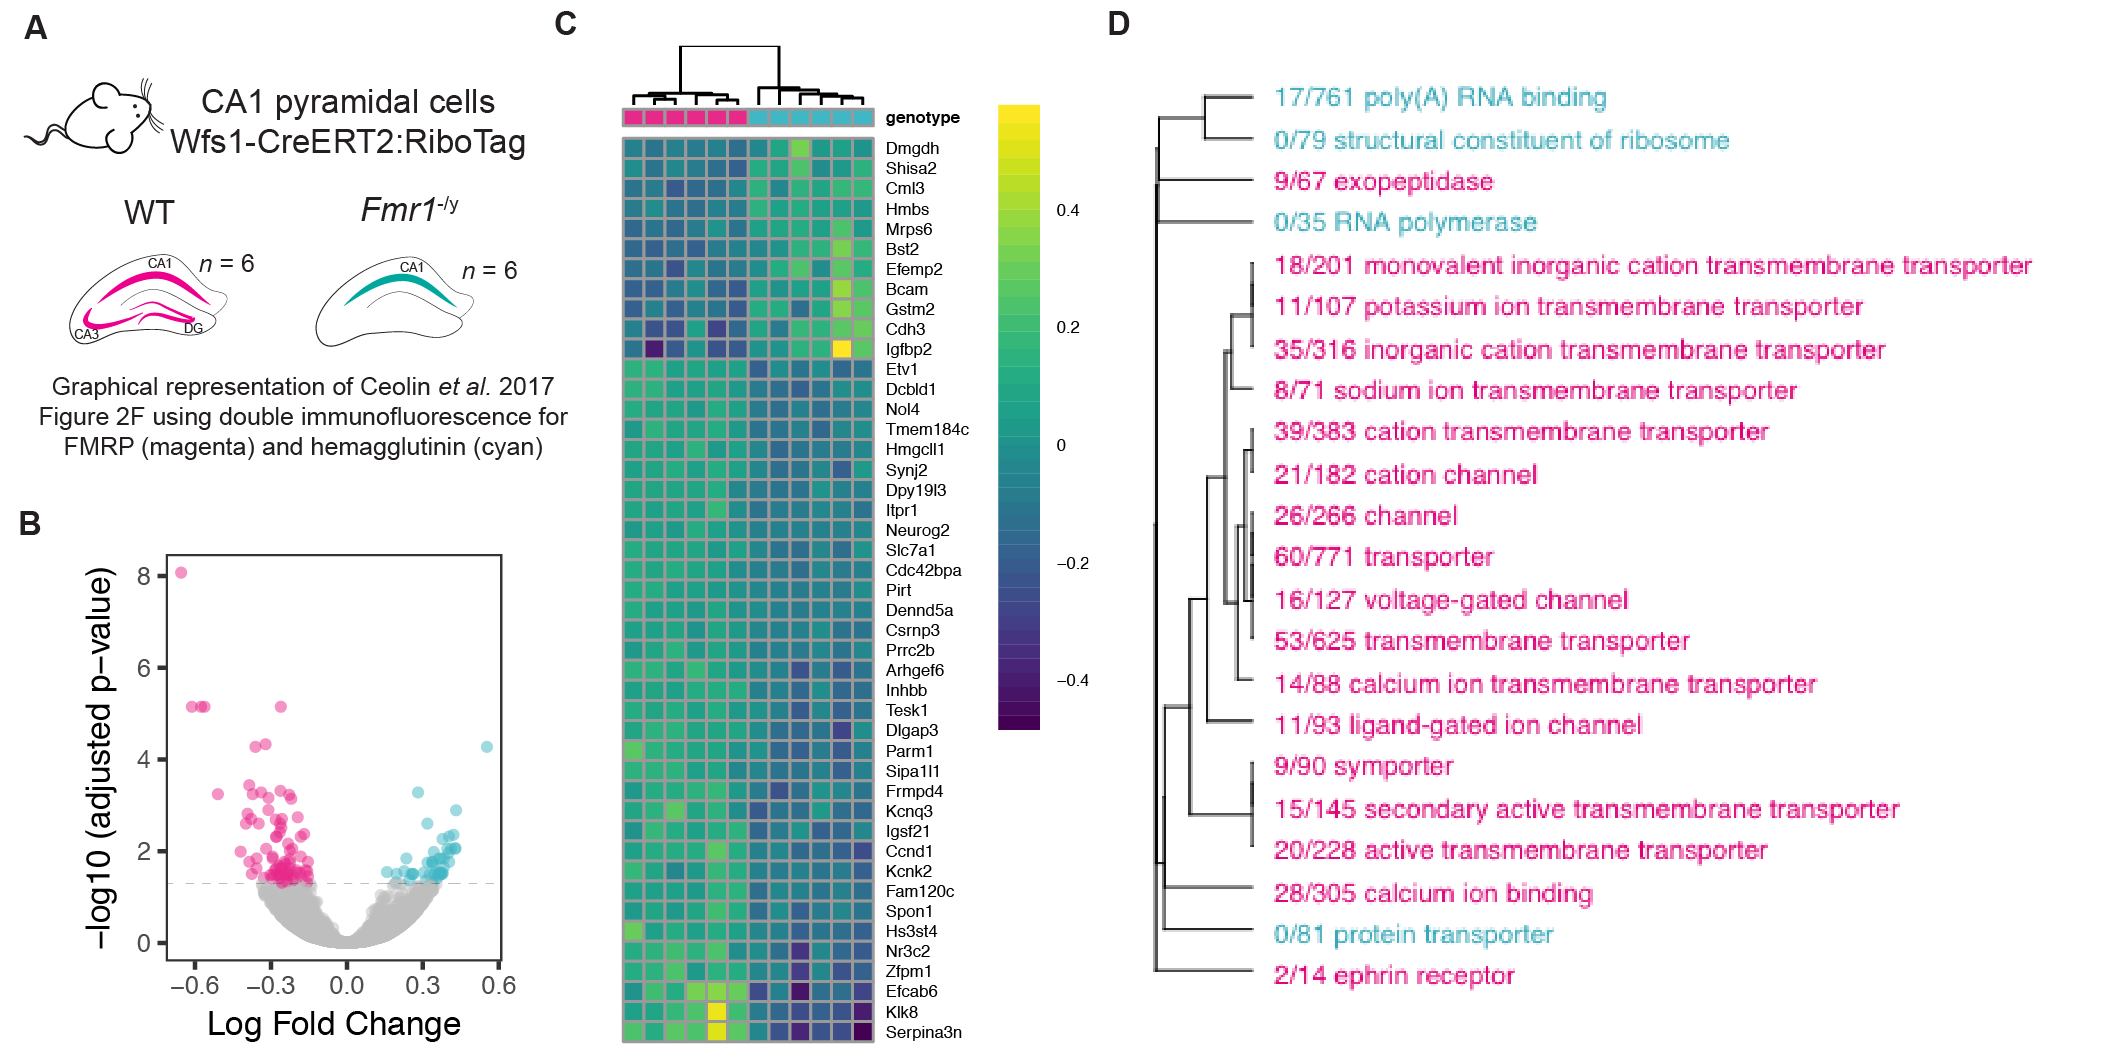 A
CA1 pyramidal cells
Wfs1-CreERT2:RiboTag
WT
Fmr1-/y
CA1
n = 6
CA3
DG
CA1
n = 6
Graphical representation of Ceolin et al. 2017
Figure 2F using double immunofluorescence for
FMRP (magenta) and hemagglutinin (cyan)
B
−log10 (adjusted p−value)
8
6
4
2
0
−0.6
−0.3
0.0
0.3
0.6
Log Fold Change
C
genotype
Dmgdh
Shisa2
Cml3
Hmbs
Mrps6
Bst2
Efemp2
Bcam
Gstm2
Cdh3
Igfbp2
Etv1
Dcbld1
Nol4
Tmem184c
Hmgcll1
Synj2
Dpy19l3
Itpr1
Neurog2
Slc7a1
Cdc42bpa
Pirt
Dennd5a
Csrnp3
Prrc2b
Arhgef6
Inhbb
Tesk1
Dlgap3
Parm1
Sipa1l1
Frmpd4
Kcnq3
Igsf21
Ccnd1
Kcnk2
Fam120c
Spon1
Hs3st4
Nr3c2
Zfpm1
Efcab6
Klk8
Serpina3n
0.4
0.2
0
−0.2
−0.4
D
17/761 poly(A) RNA binding
0/79 structural constituent of ribosome
9/67 exopeptidase
0/35 RNA polymerase
18/201 monovalent inorganic cation transmembrane transporter
11/107 potassium ion transmembrane transporter
35/316 inorganic cation transmembrane transporter
8/71 sodium ion transmembrane transporter
39/383 cation transmembrane transporter
21/182 cation channel
26/266 channel
60/771 transporter
16/127 voltage-gated channel
53/625 transmembrane transporter
14/88 calcium ion transmembrane transporter
11/93 ligand-gated ion channel
9/90 symporter
15/145 secondary active transmembrane transporter
20/228 active transmembrane transporter
28/305 calcium ion binding
0/81 protein transporter
2/14 ephrin receptor